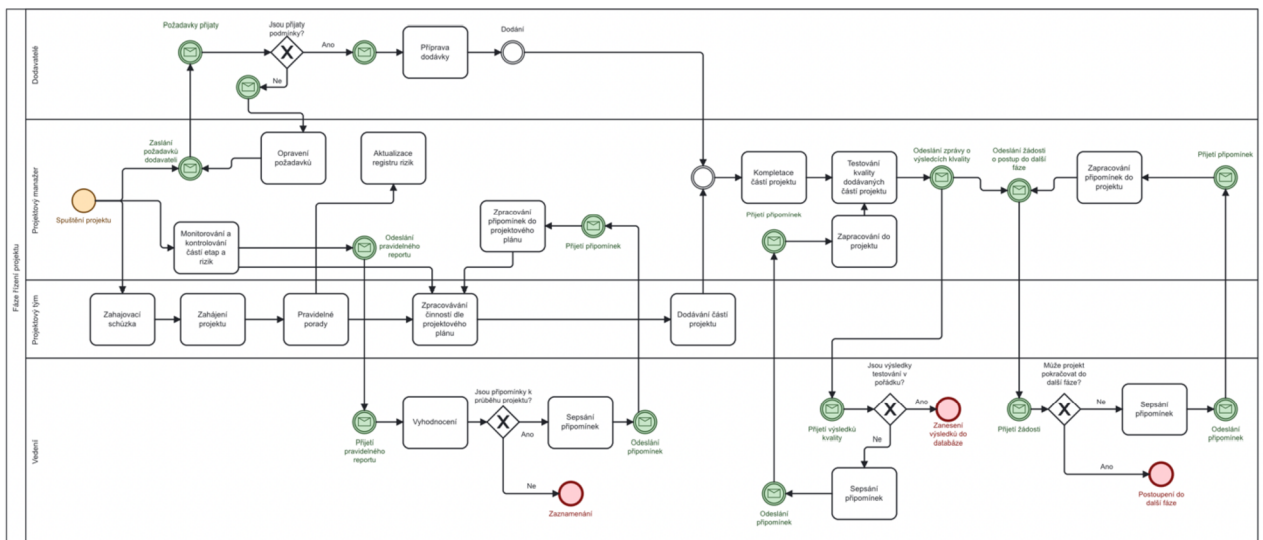 Fáze řízení projektu
Dodavatelé
Požadavky přijaty
Jsou přijaty
podmínky?
Ano
Ne
Příprava
dodávky
Dodání
Projektový manažer
Zaslání
požadavků
dodavateli
Opravení
požadavků
Aktualizace
registru rizik
Spuštění projektu
Monitorování a
kontrolování
částí etap a
rizik
Odeslání
pravidelného
reportu
Zpracování
připomínek do
projektového
plánu
Přijetí připomínek
Kompletace
částí projektu
Testování
kvality
dodávaných
částí projektu
Přijetí připomínek
Zapracování do
projektu
Odeslání zprávy o
výsledcích kvality
Odeslání žádosti
o postup do další
fáze
Zapracování
připomínek do
projektu
Přijetí připomínek
Projektový tým
Zahajovací
schůzka
Zahájení
projektu
Pravidelné
porady
Zpracovávání
činností dle
projektového
plánu
Dodávání částí
projektu
Vedení
Přijetí
pravidelného
reportu
Vyhodnocení
Jsou připomínky k
průběhu projektu?
Ano
Ne
Sepsání
připomínek
Odeslání
připomínek
Zaznamenání
Jsou výsledky
testování v
pořádku?
Přijetí výsledků
kvality
Ano
Ne
Zanesení
výsledků do
databáze
Sepsání
připomínek
Odeslání
připomínek
Může projekt
pokračovat do
další fáze?
Přijetí žádosti
Ne
Ano
Sepsání
připomínek
Odeslání
připomínek
Postoupení do
další fáze